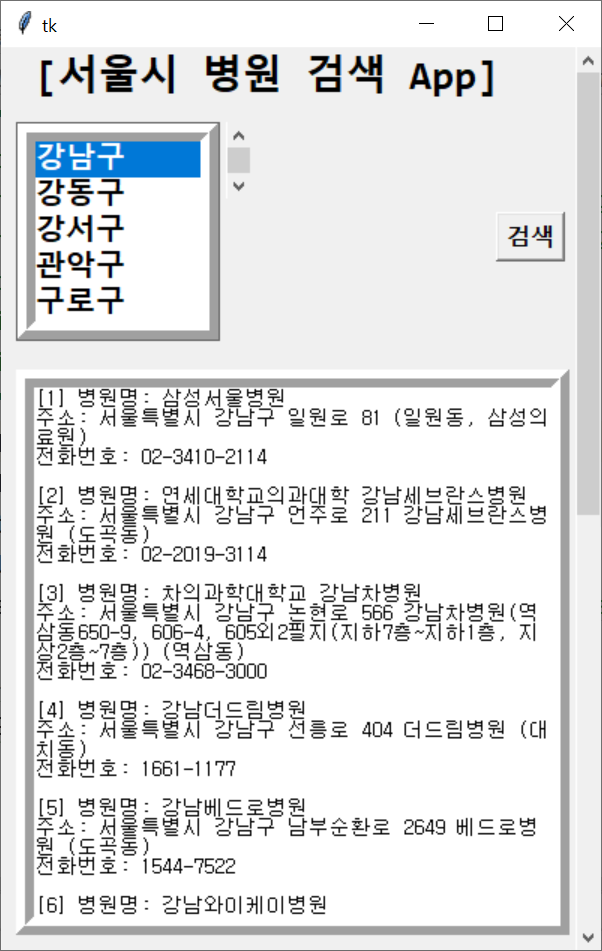 tk
[서울시 병원 검색 App]
강남구
강동구
강서구
관악구
구로구
검색
[1] 병원명: 삼성서울병원
주소: 서울특별시 강남구 일원로 81 (일원동, 삼성의
료원)
전화번호: 02-3410-2114
[2] 병원명: 연세대학교의과대학 강남세브란스병원
주소: 서울특별시 강남구 언주로 211 강남세브란스병
원 (도곡동)
전화번호: 02-2019-3114
[3] 병원명: 차의과학대학교 강남차병원
주소: 서울특별시 강남구 논현로 566 강남차병원(역
삼동650-9, 606-4, 605외2필지(지하7층~지하1층, 지
상2층~7층)) (역삼동)
전화번호: 02-3468-3000
[4] 병원명: 강남더드림병원
주소: 서울특별시 강남구 선릉로 404 더드림병원 (대
치동)
전화번호: 1661-1177
[5] 병원명: 강남베드로병원
주소: 서울특별시 강남구 남부순환로 2649 베드로병
원 (도곡동)
전화번호: 1544-7522
[6] 병원명: 강남와이케이병원